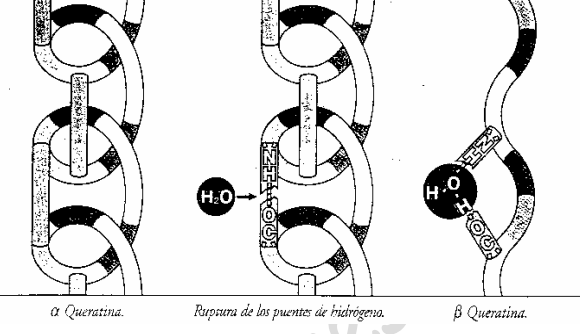 NH
OC
H₂O
H O
H
NH
OC
α Queratina.
Ruptura de los puentes de hidrógeno.
β Queratina.